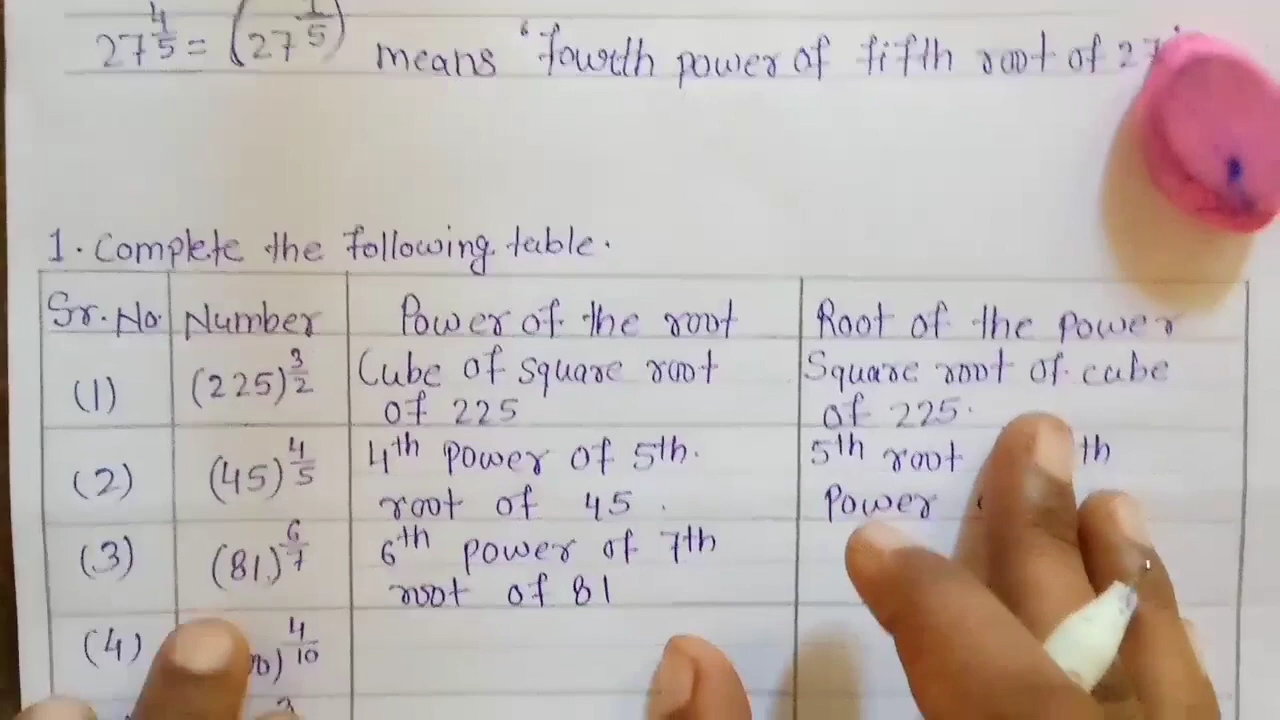 27^4/5 = (27^1/5) means "fourth power of fifth root of 27"
1. Complete the following table.
Sr. No. Number Power of the root Root of the power
(1) (225)^3/2 Cube of square root of 225 Square root of cube of 225.
(2) (45)^4/5 4th power of 5th. root of 45. 5th root th Power
(3) (81)^6/7 6th power of 7th root of 81
(4) 0)^4/10